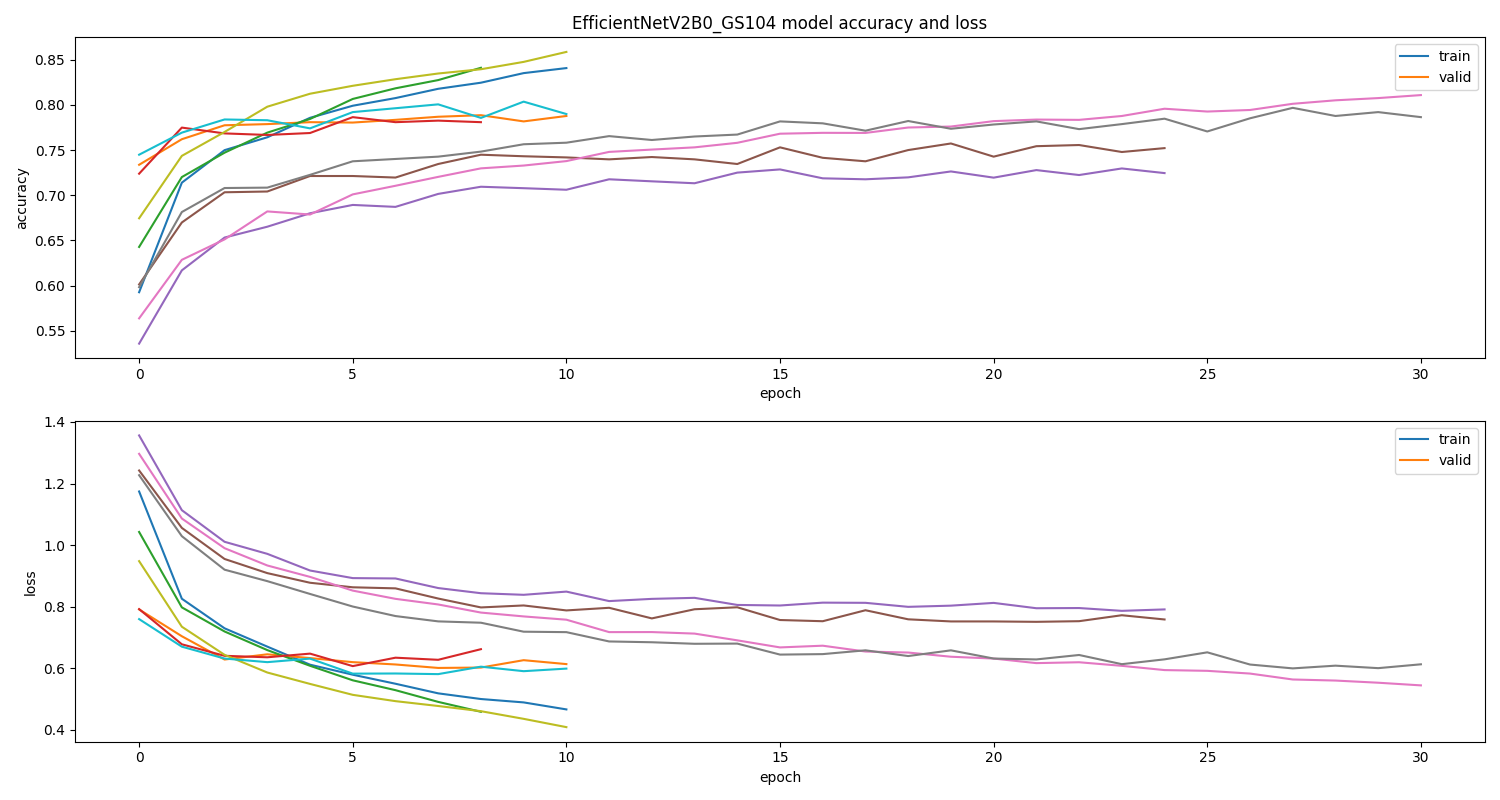 EfficientNetV2B0_GS104 model accuracy and loss
accuracy
0.85
0.80
0.75
0.70
0.65
0.60
0.55
train
valid
0 5 10 15 20 25 30
epoch
loss
1.4
1.2
1.0
0.8
0.6
0.4
train
valid
0 5 10 15 20 25 30
epoch